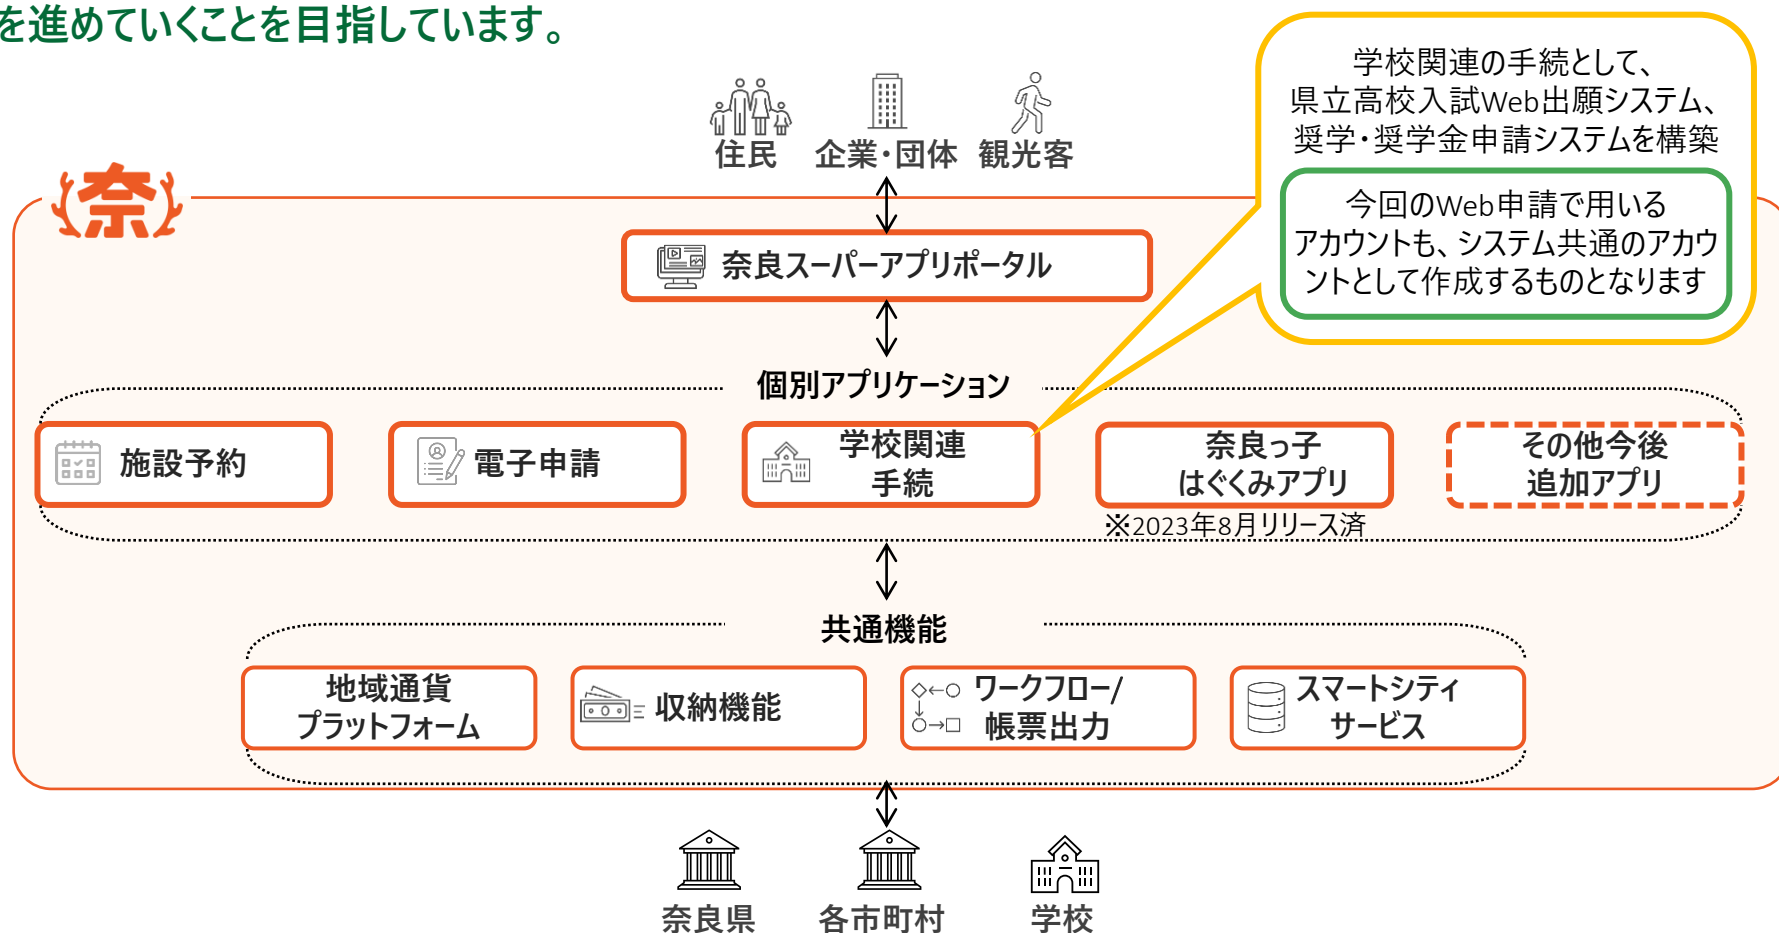 を進めていくことを目指しています。
学校関連の手続として、
県立高校入試Web出願システム、
奨学・奨学金申請システムを構築
今回のWeb申請で用いる
アカウントも、システム共通のアカウ
ントとして作成するものとなります
住民
企業・団体
観光客
奈
奈良スーパーアプリポータル
個別アプリケーション
施設予約
電子申請
学校関連
手続
奈良っ子
はぐくみアプリ
※2023年8月リリース済
その他今後
追加アプリ
共通機能
地域通貨
プラットフォーム
収納機能
ワークフロー/
帳票出力
スマートシティ
サービス
奈良県
各市町村
学校